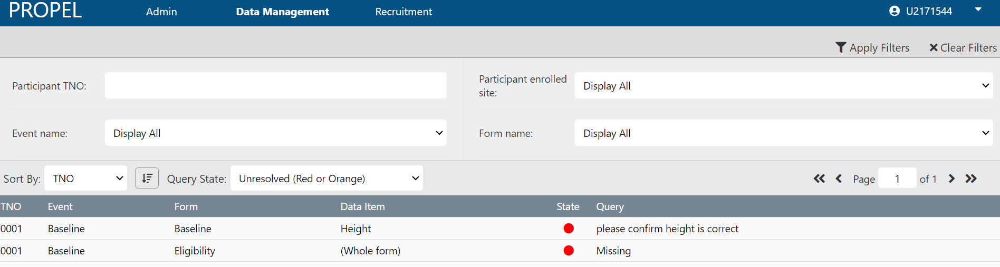 PROPEL Admin Data Management Recruitment U2171544
Apply Filters Clear Filters
Participant TNO:
Participant enrolled
site:
Display All
Event name: Display All
Form name: Display All
Sort By: TNO Query State: Unresolved (Red or Orange) Page 1 of 1
TNO Event Form Data Item State Query
0001 Baseline Baseline Height please confirm height is correct
0001 Baseline Eligibility (Whole form) Missing